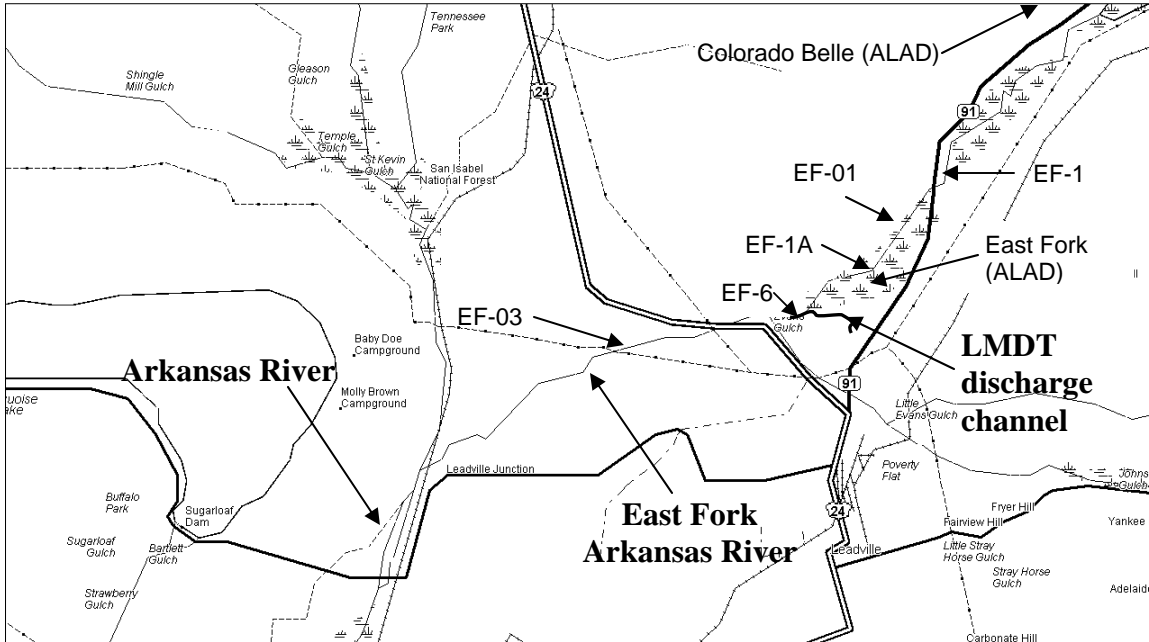 Tennessee
Park
Colorado Belle (ALAD)
Shingle
Mill Gulch
Gleason
Gulch
24
91
Temple
Gulch
St Kevin
Gulch
San Isabel
National Forest
EF-01
EF-1
EF-1A
East Fork
(ALAD)
EF-6
Gulch
EF-03
LMDT
discharge
channel
Baby Doe
Campground
Arkansas River
Molly Brown
Campground
91
Little
Evans Gulch
Leadville Junction
Poverty
Flat
Buffalo
Park
Sugarloaf
Dam
East Fork
Arkansas River
24
Fryer Hill
Fairview Hill
Yankee
Sugarloaf
Gulch
Bartlett
Gulch
Leadville
Little Stray
Horse Gulch
Stray Horse
Gulch
Strawberry
Gulch
Carbonate Hill